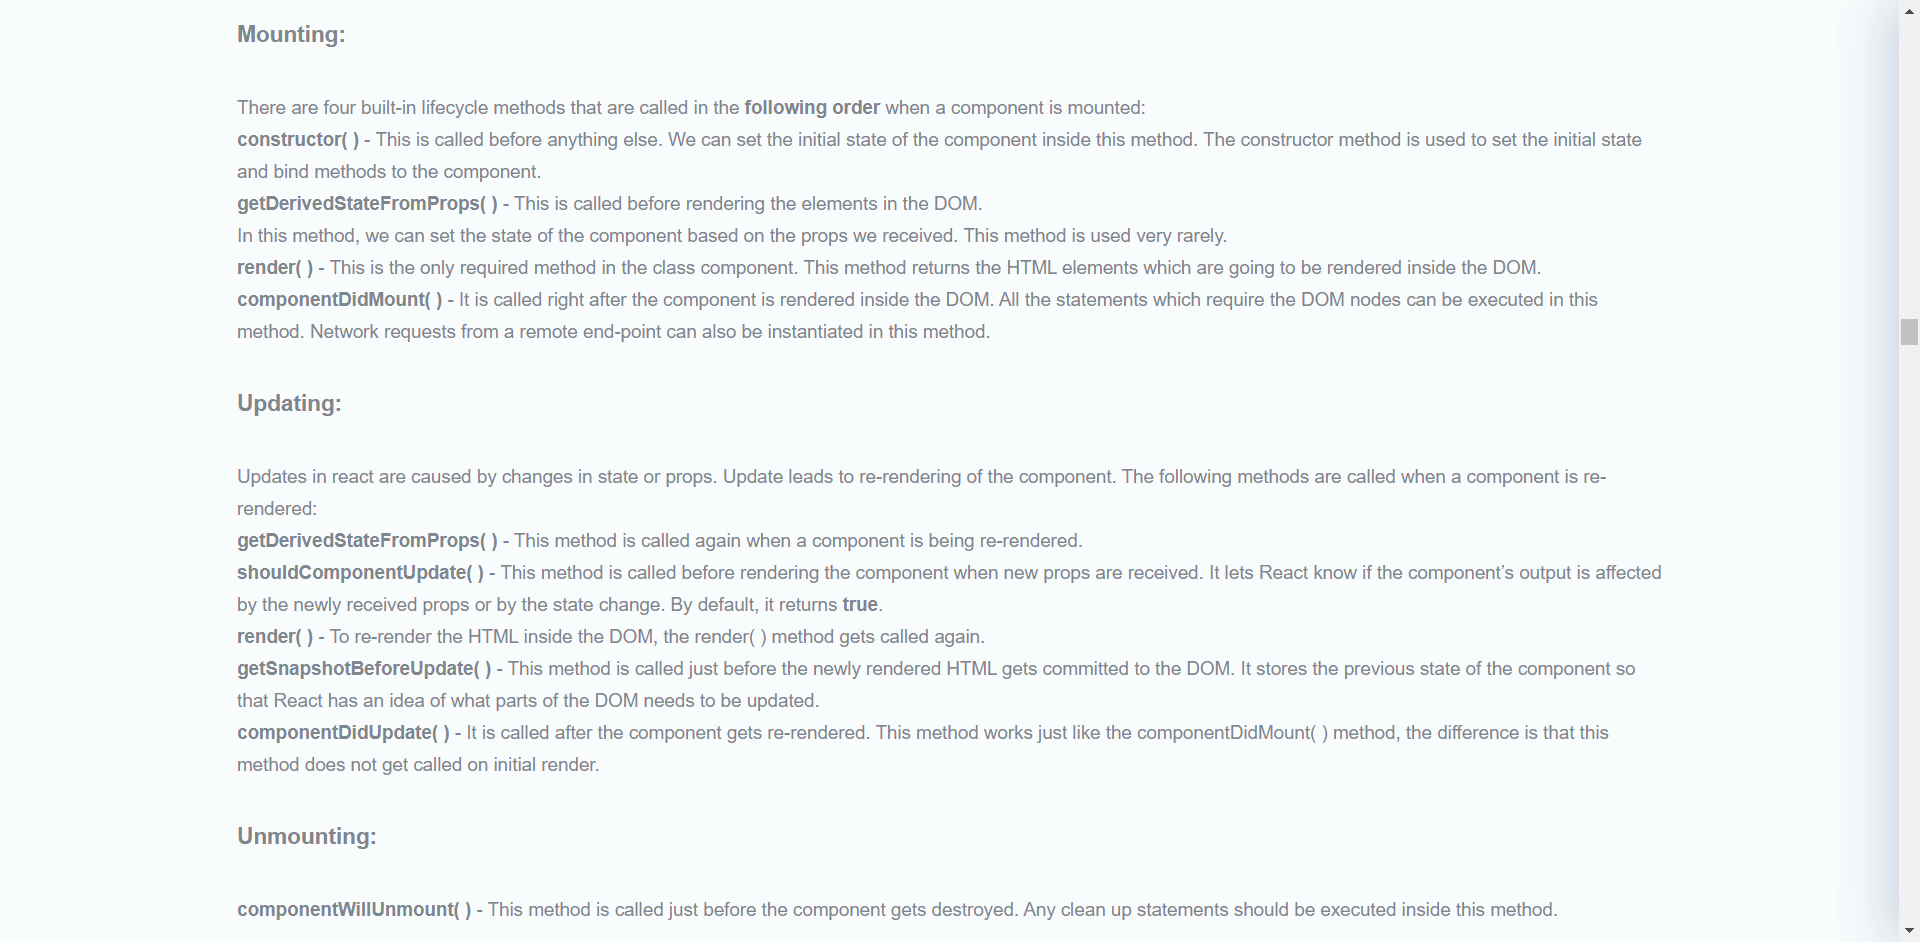 Mounting:
There are four built-in lifecycle methods that are called in the following order when a component is mounted:
constructor( ) - This is called before anything else. We can set the initial state of the component inside this method. The constructor method is used to set the initial state
and bind methods to the component.
getDerivedStateFromProps( ) - This is called before rendering the elements in the DOM.
In this method, we can set the state of the component based on the props we received. This method is used very rarely.
render( ) - This is the only required method in the class component. This method returns the HTML elements which are going to be rendered inside the DOM.
componentDidMount( ) - It is called right after the component is rendered inside the DOM. All the statements which require the DOM nodes can be executed in this
method. Network requests from a remote end-point can also be instantiated in this method.
Updating:
Updates in react are caused by changes in state or props. Update leads to re-rendering of the component. The following methods are called when a component is re-
rendered:
getDerivedStateFromProps( ) - This method is called again when a component is being re-rendered.
shouldComponentUpdate( ) - This method is called before rendering the component when new props are received. It lets React know if the component’s output is affected
by the newly received props or by the state change. By default, it returns true.
render( ) - To re-render the HTML inside the DOM, the render( ) method gets called again.
getSnapshotBeforeUpdate( ) - This method is called just before the newly rendered HTML gets committed to the DOM. It stores the previous state of the component so
that React has an idea of what parts of the DOM needs to be updated.
componentDidUpdate( ) - It is called after the component gets re-rendered. This method works just like the componentDidMount( ) method, the difference is that this
method does not get called on initial render.
Unmounting:
componentWillUnmount( ) - This method is called just before the component gets destroyed. Any clean up statements should be executed inside this method.